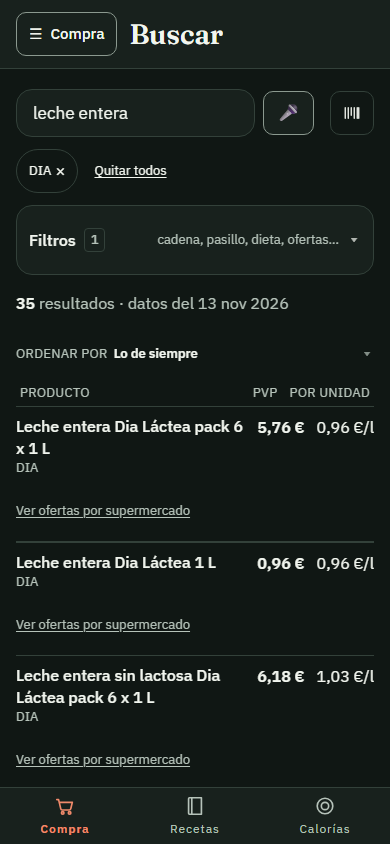 ☰ Compra
Buscar
leche entera
DIA ×
Quitar todos
Filtros 1 cadena, pasillo, dieta, ofertas...
35 resultados · datos del 13 nov 2026
ORDENAR POR Lo de siempre
PRODUCTO PVP POR UNIDAD
Leche entera Dia Láctea pack 6 5,76 € 0,96 €/l
x 1 L
DIA
Ver ofertas por supermercado
Leche entera Dia Láctea 1 L 0,96 € 0,96 €/l
DIA
Ver ofertas por supermercado
Leche entera sin lactosa Dia 6,18 € 1,03 €/l
Láctea pack 6 x 1 L
DIA
Ver ofertas por supermercado
Compra Recetas Calorías